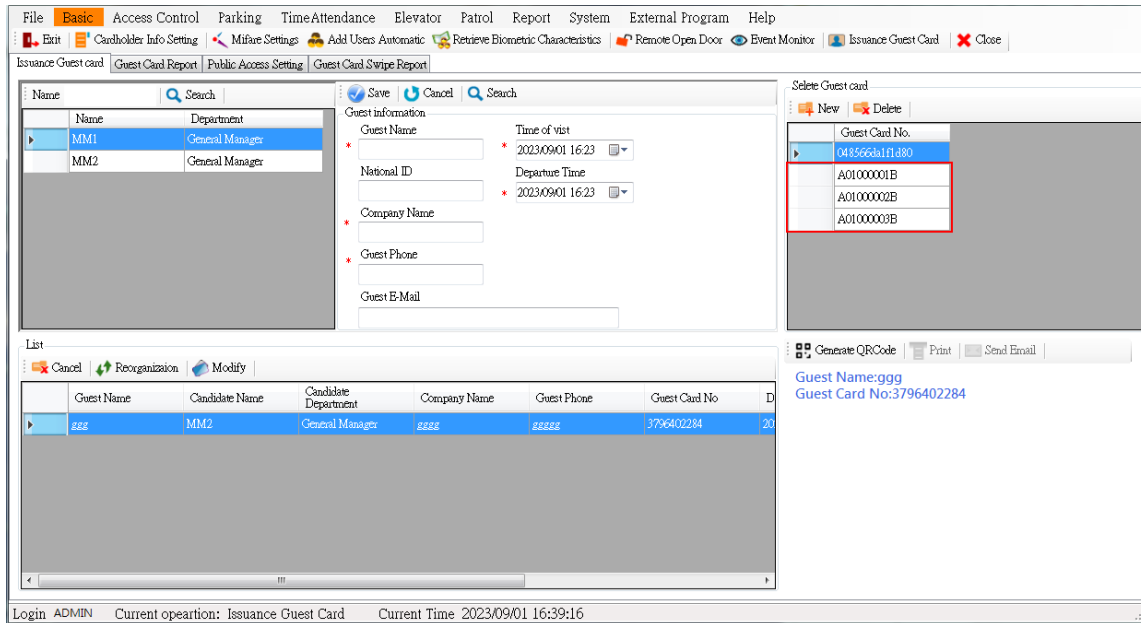 File Basic Access Control Parking TimeAttendance Elevator Patrol Report System External Program Help
Exit Cardholder Info Setting Mifare Settings Add Users Automatic Retrieve Biometric Characteristics Remote Open Door Event Monitor Issuance Guest Card Close
Issuance Guest card Guest Card Report Public Access Setting Guest Card Swipe Report
Name Search
Name Department
MM1 General Manager
MM2 General Manager
Save Cancel Search
Guest information
Guest Name Time of vist
* * 2023/09/01 16:23
National ID Departure Time
* 2023/09/01 16:23
Company Name
*
Guest Phone
*
Guest E-Mail
Selete Guest card
New Delete
Guest Card No.
048566da1f1d80
A01000001B
A01000002B
A01000003B
List
Cancel Reorganizaion Modify
Guest Name Candidate Name Candidate Department Company Name Guest Phone Guest Card No D
ggg MM2 General Manager gggg ggggg 3796402284 20
Generate QRCode Print Send Email
Guest Name:ggg
Guest Card No:3796402284
Login ADMIN Current opeartion: Issuance Guest Card Current Time 2023/09/01 16:39:16